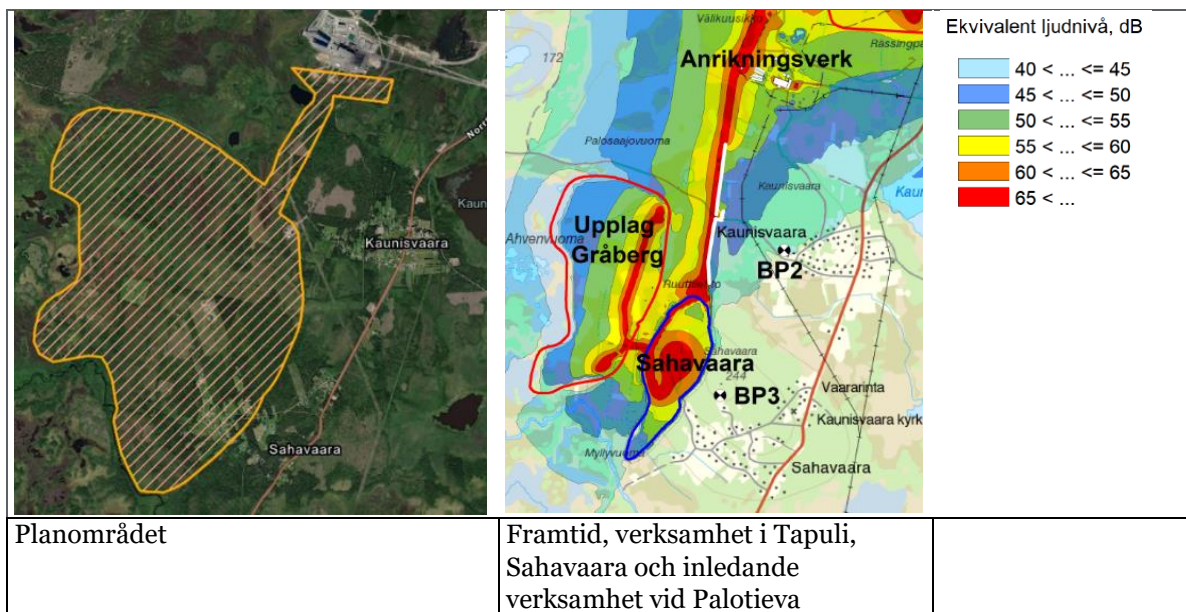 Kaunisvaara
Sahavaara
Välikuusikko
172
Anrikningsverk
Palosaajovuoma
Kaunisvaara
Upplag
Gråberg
Ahvenvuoma
Kaunisvaara
BP2
Sahavaara
Sahavaara
244
BP3
Vaararinta
Kaunisvaara kyrk
Myllyvuoma
Sahavaara
Ekvivalent ljudnivå, dB
40 < ... <= 45
45 < ... <= 50
50 < ... <= 55
55 < ... <= 60
60 < ... <= 65
65 < ...
Planområdet
Framtid, verksamhet i Tapuli,
Sahavaara och inledande
verksamhet vid Palotieva